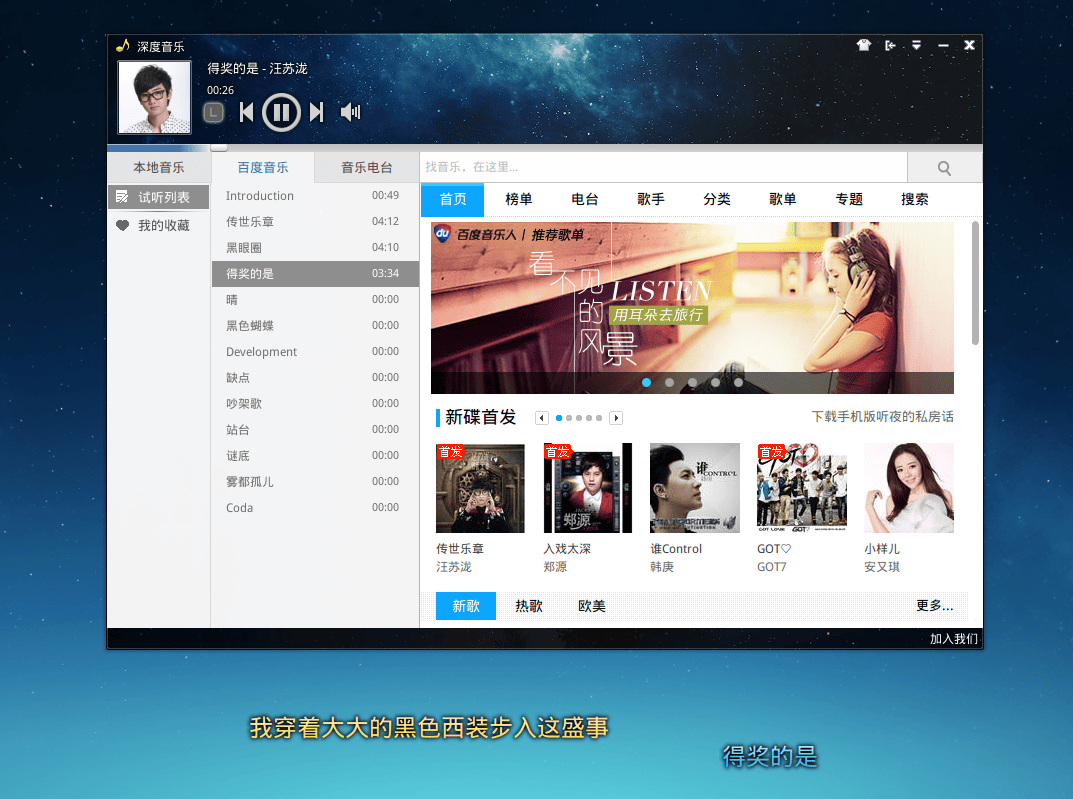 深度音乐
得奖的是 - 汪苏泷
00:26
L
本地音乐 百度音乐 音乐电台 找音乐，在这里...
试听列表
我的收藏
Introduction 00:49
传世乐章 04:12
黑眼圈 04:10
得奖的是 03:34
晴 00:00
黑色蝴蝶 00:00
Development 00:00
缺点 00:00
吵架歌 00:00
站台 00:00
谜底 00:00
雾都孤儿 00:00
Coda 00:00
首页 榜单 电台 歌手 分类 歌单 专题 搜索
du 百度音乐人 | 推荐歌单
看不见的风景
LISTEN
用耳朵去旅行
新碟首发 下载手机版听夜的私房话
首发 首发 首发
郑源
谁CONTROL
GOT♡
GOT LOVE GOT7
传世乐章 入戏太深 谁Control GOT♡ 小样儿
汪苏泷 郑源 韩庚 GOT7 安又琪
新歌 热歌 欧美 更多...
加入我们
我穿着大大的黑色西装步入这盛事
得奖的是